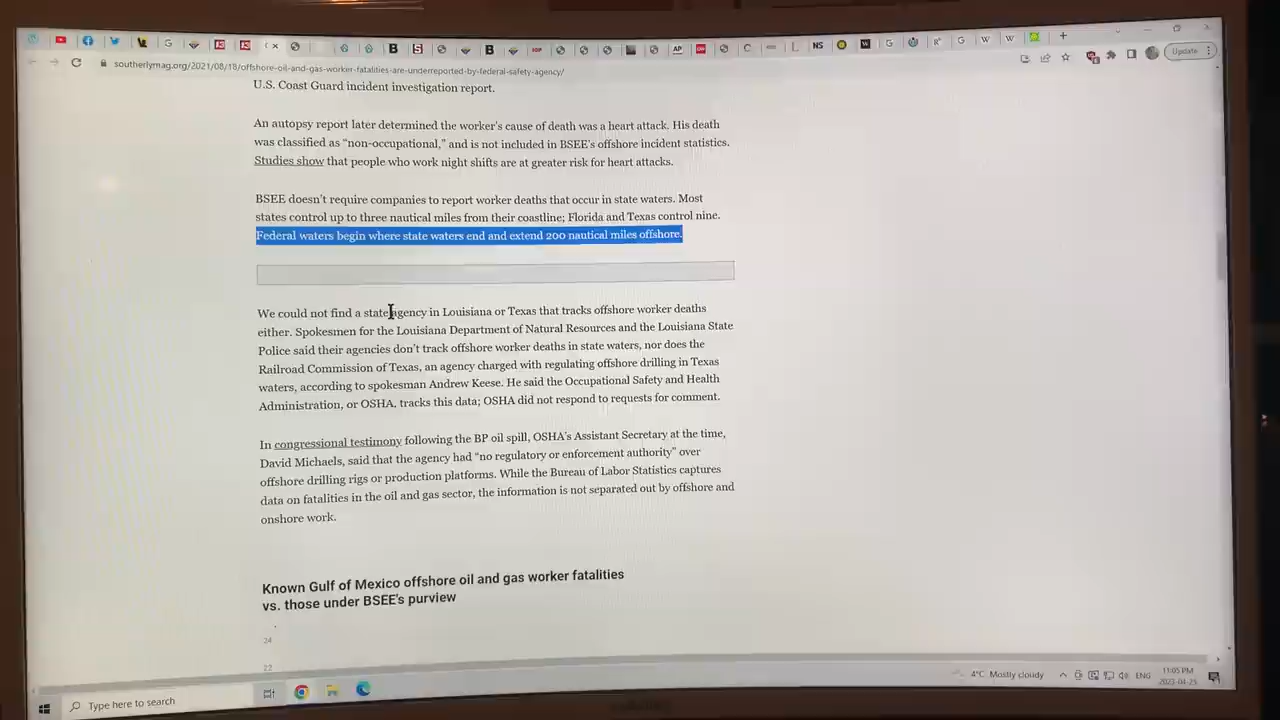 southerlymag.org/2021/08/18/offshore-oil-and-gas-worker-fatalities-are-underreported-by-federal-safety-agency/
Update
U.S. Coast Guard incident investigation report.
An autopsy report later determined the worker's cause of death was a heart attack. His death
was classified as “non-occupational,” and is not included in BSEE's offshore incident statistics.
Studies show that people who work night shifts are at greater risk for heart attacks.
BSEE doesn't require companies to report worker deaths that occur in state waters. Most
states control up to three nautical miles from their coastline; Florida and Texas control nine.
Federal waters begin where state waters end and extend 200 nautical miles offshore.
We could not find a state agency in Louisiana or Texas that tracks offshore worker deaths
either. Spokesmen for the Louisiana Department of Natural Resources and the Louisiana State
Police said their agencies don't track offshore worker deaths in state waters, nor does the
Railroad Commission of Texas, an agency charged with regulating offshore drilling in Texas
waters, according to spokesman Andrew Keese. He said the Occupational Safety and Health
Administration, or OSHA, tracks this data; OSHA did not respond to requests for comment.
In congressional testimony following the BP oil spill, OSHA's Assistant Secretary at the time,
David Michaels, said that the agency had “no regulatory or enforcement authority” over
offshore drilling rigs or production platforms. While the Bureau of Labor Statistics captures
data on fatalities in the oil and gas sector, the information is not separated out by offshore and
onshore work.
Known Gulf of Mexico offshore oil and gas worker fatalities
vs. those under BSEE's purview
24
22
Type here to search
4°C Mostly cloudy
ENG
11:05 PM
2023-04-25